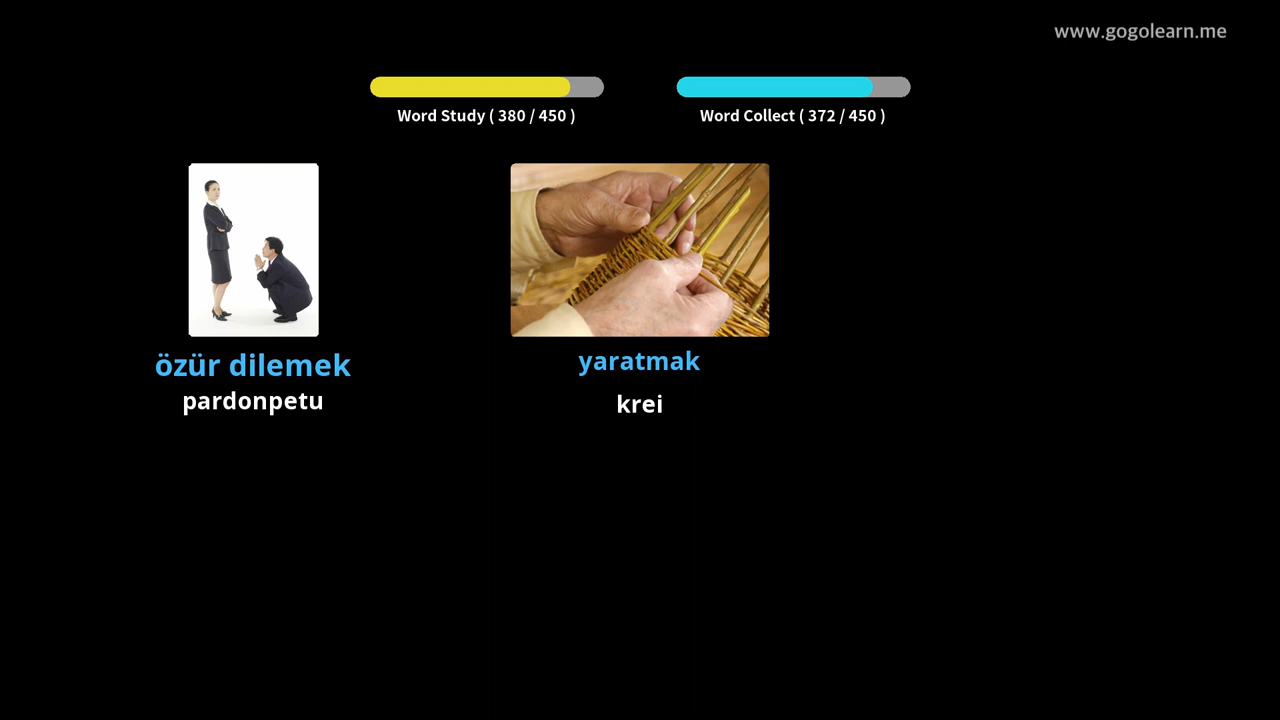 www.gogolearn.me
Word Study ( 380 / 450 )
Word Collect ( 372 / 450 )
özür dilemek
pardonpetu
yaratmak
krei